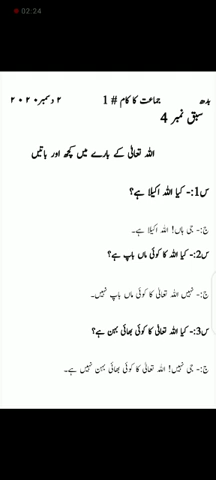 02:24
بدھ جماعت کا کام # 1 ۲ دسمبر ۲۰۲۰
سبق نمبر 4
اللہ تعالیٰ کے بارے میں کچھ اور باتیں
س1:- کیا اللہ اکیلا ہے؟
ج:- جی ہاں! اللہ اکیلا ہے۔
س2:- کیا اللہ کا کوئی ماں باپ ہے؟
ج:- نہیں اللہ تعالیٰ کا کوئی ماں باپ نہیں۔
س3:- کیا اللہ تعالیٰ کا کوئی بھائی بہن ہے؟
ج:- جی نہیں! اللہ تعالیٰ کا کوئی بھائی بہن نہیں ہے۔